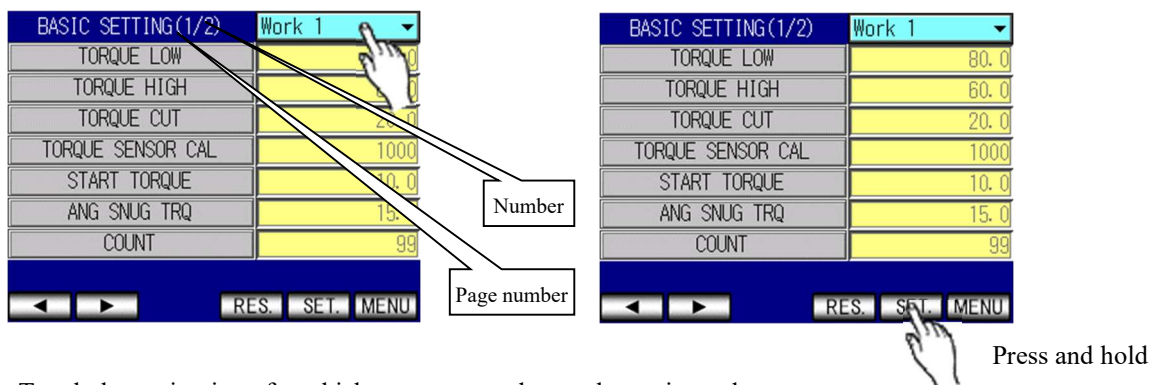 BASIC SETTING(1/2) Work 1
TORQUE LOW
TORQUE HIGH
TORQUE CUT
TORQUE SENSOR CAL 1000
START TORQUE 10.0
ANG SNUG TRQ
COUNT 99
RES. SET. MENU
Number
Page number
BASIC SETTING(1/2) Work 1
TORQUE LOW 80.0
TORQUE HIGH 60.0
TORQUE CUT 20.0
TORQUE SENSOR CAL 1000
START TORQUE 10.0
ANG SNUG TRQ 15.0
COUNT 99
RES. SET. MENU
Press and hold